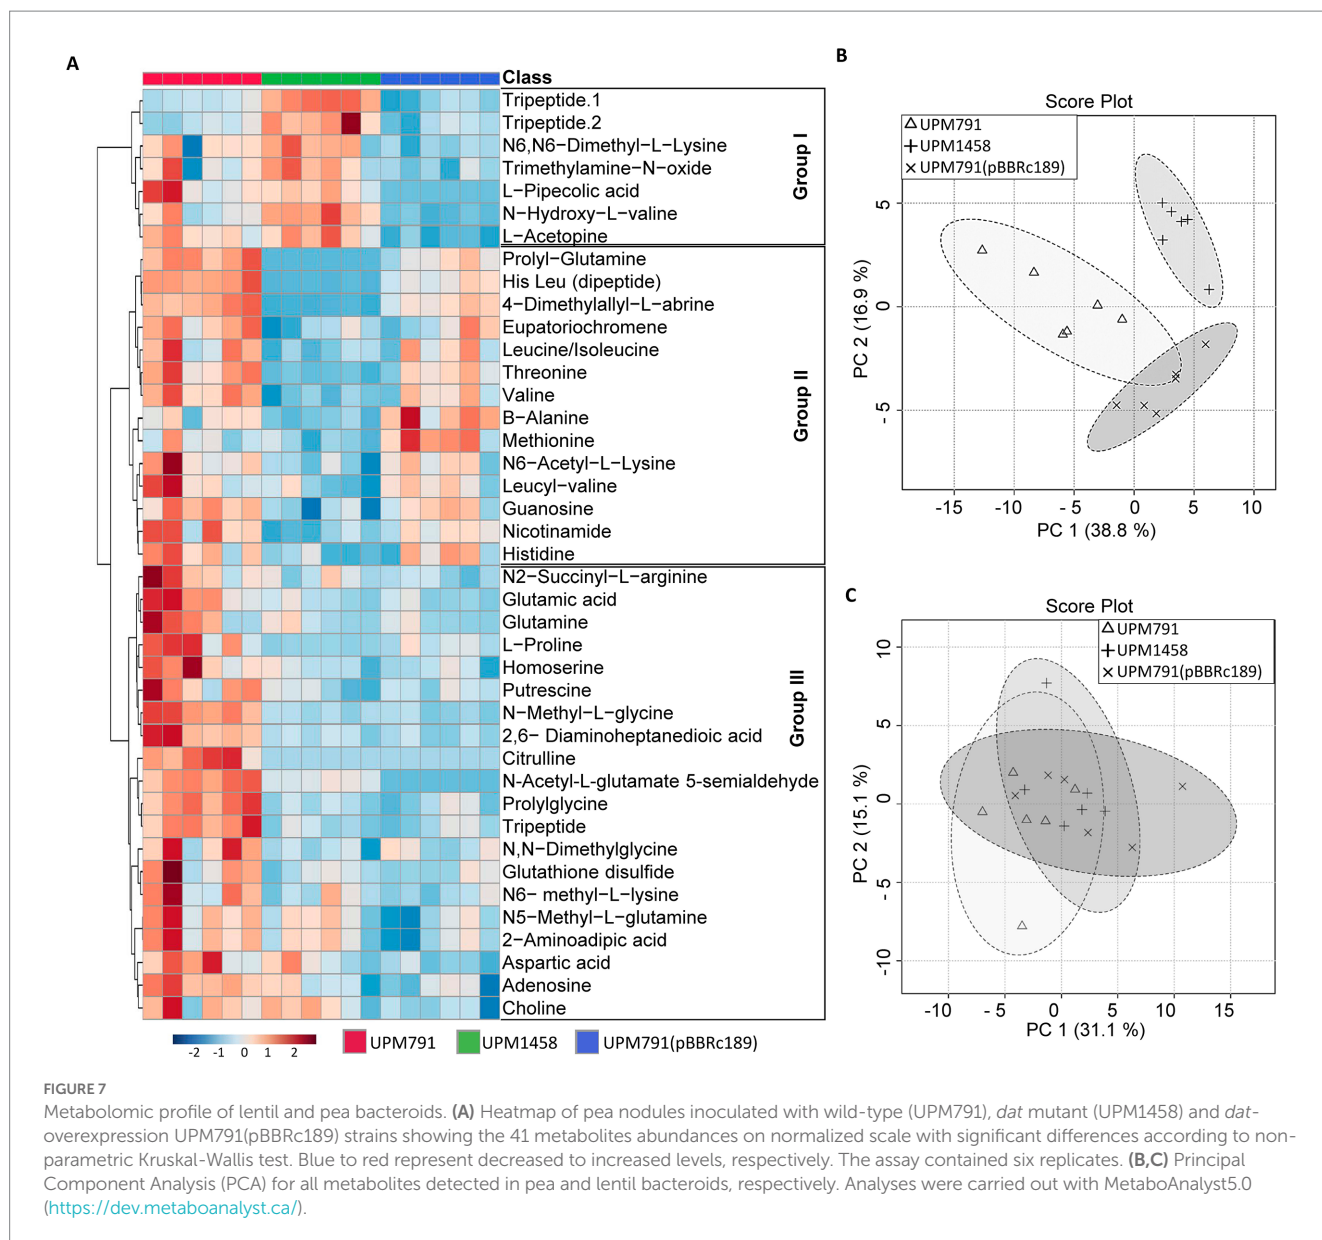 A
Class
Tripeptide.1
Tripeptide.2
N6,N6−Dimethyl−L−Lysine
Trimethylamine−N−oxide
L−Pipecolic acid
N−Hydroxy−L−valine
L−Acetopine
Group I
Prolyl−Glutamine
His Leu (dipeptide)
4−Dimethylallyl−L−abrine
Eupatoriochromene
Leucine/Isoleucine
Threonine
Valine
B−Alanine
Methionine
N6−Acetyl−L−Lysine
Leucyl−valine
Guanosine
Nicotinamide
Histidine
Group II
N2−Succinyl−L−arginine
Glutamic acid
Glutamine
L−Proline
Homoserine
Putrescine
N−Methyl−L−glycine
2,6− Diaminoheptanedioic acid
Citrulline
N-Acetyl-L-glutamate 5-semialdehyde
Prolylglycine
Tripeptide
N,N−Dimethylglycine
Glutathione disulfide
N6− methyl−L−lysine
N5−Methyl−L−glutamine
2−Aminoadipic acid
Aspartic acid
Adenosine
Choline
Group III
-2 -1 0 1 2
UPM791 UPM1458 UPM791(pBBRc189)
B
Score Plot
UPM791
UPM1458
UPM791(pBBRc189)
5
0
- 5
PC 2 (16.9 %)
-15 -10 -5 0 5 10
PC 1 (38.8 %)
C
Score Plot
UPM791
UPM1458
UPM791(pBBRc189)
10
5
0
- 5
-10
PC 2 (15.1 %)
-10 - 5 0 5 10 15
PC 1 (31.1 %)
FIGURE 7
Metabolomic profile of lentil and pea bacteroids. (A) Heatmap of pea nodules inoculated with wild-type (UPM791), dat mutant (UPM1458) and dat-
overexpression UPM791(pBBRc189) strains showing the 41 metabolites abundances on normalized scale with significant differences according to non-
parametric Kruskal-Wallis test. Blue to red represent decreased to increased levels, respectively. The assay contained six replicates. (B,C) Principal
Component Analysis (PCA) for all metabolites detected in pea and lentil bacteroids, respectively. Analyses were carried out with MetaboAnalyst5.0
(https://dev.metaboanalyst.ca/).